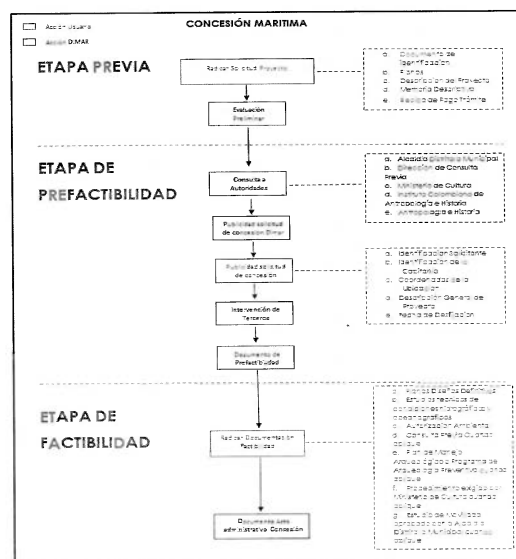 CONCESIÓN MARITIMA
Acción Usuario
Acción DIMAR
ETAPA PREVIA
Radicar Solicitud Proyecto
a. Documento de
Identificación
b. Planos
c. Descripción del Proyecto
d. Memoria Descriptiva
e. Recibo de Pago Trámite
Evaluación
Preliminar
ETAPA DE
PREFACTIBILIDAD
Consulta a
Autoridades
a. Alcaldía Distrital o Municipal
b. Dirección de Consulta
Previa
c. Ministerio de Cultura
d. Instituto Colombiano de
Antropología e Historia
e. Antropología e Historia
Publicidad solicitud
de concesión Dimar
Publicidad solicitud
de concesión
a. Identificación Solicitante
b. Identificación de la
Capitanía
c. Coordenadas de la
Ubicación
d. Descripción General de
Proyecto
e. Fecha de Desfijación
Intervención de
Terceros
Documento de
Prefactibilidad
ETAPA DE
FACTIBILIDAD
Radicar Documentación
Factibilidad
a. Planos Diseños Definitivos
b. Estudios técnicos de
condiciones hidrográficas y
oceanográficas
c. Autorización Ambiental
d. Consulta Previa Cuando
aplique
e. Plan de Manejo
Arqueológico o Programa de
Arqueología Preventiva cuando
aplique
f. Procedimiento exigido por
Ministerio de Cultura cuando
aplique
g. Estudio de Movilidad
aprobado por la Alcaldía
Distrital o Municipal cuando
aplique
Documento Acto
administrativo Concesión